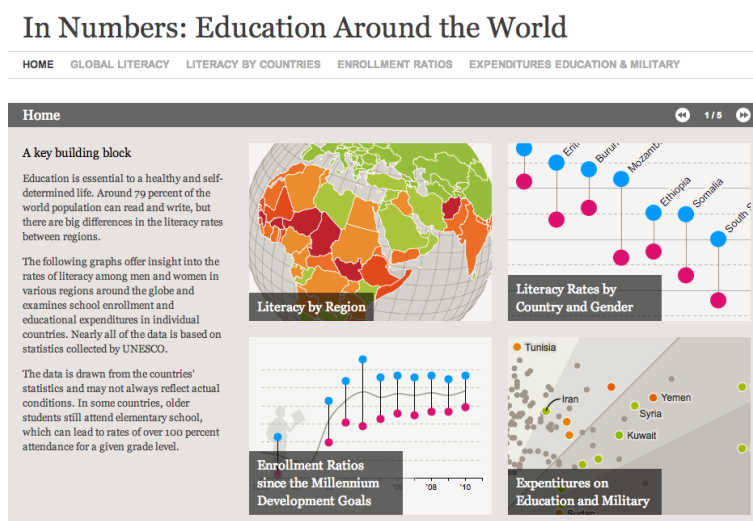 In Numbers: Education Around the World
HOME GLOBAL LITERACY LITERACY BY COUNTRIES ENROLLMENT RATIOS EXPENDITURES EDUCATION & MILITARY
Home
1 / 5
A key building block
Education is essential to a healthy and self-
determined life. Around 79 percent of the
world population can read and write, but
there are big differences in the literacy rates
between regions.
The following graphs offer insight into the
rates of literacy among men and women in
various regions around the globe and
examines school enrollment and
educational expenditures in individual
countries. Nearly all of the data is based on
statistics collected by UNESCO.
The data is drawn from the countries'
statistics and may not always reflect actual
conditions. In some countries, older
students still attend elementary school,
which can lead to rates of over 100 percent
attendance for a given grade level.
Literacy by Region
Ethiopia
Somalia
South
Literacy Rates by
Country and Gender
'08
'10
Enrollment Ratios
since the Millennium
Development Goals
Tunisia
Iran
Yemen
Syria
Kuwait
Expentitures on
Education and Military
Sudan